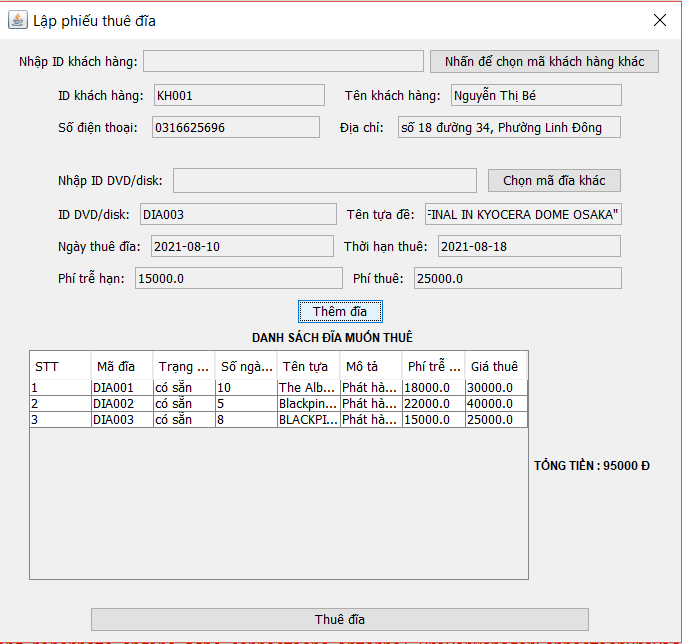 Lập phiếu thuê đĩa
Nhập ID khách hàng: Nhấn để chọn mã khách hàng khác
ID khách hàng: KH001 Tên khách hàng: Nguyễn Thị Bé
Số điện thoại: 0316625696 Địa chỉ: số 18 đường 34, Phường Linh Đông
Nhập ID DVD/disk: Chọn mã đĩa khác
ID DVD/disk: DIA003 Tên tựa đề: FINAL IN KYOCERA DOME OSAKA"
Ngày thuê đĩa: 2021-08-10 Thời hạn thuê: 2021-08-18
Phí trễ hạn: 15000.0 Phí thuê: 25000.0
Thêm đĩa
DANH SÁCH ĐĨA MUỐN THUÊ
STT Mã đĩa Trạng ... Số ngà... Tên tựa Mô tả Phí trễ ... Giá thuê
1 DIA001 có sẵn 10 The Alb... Phát hà... 18000.0 30000.0
2 DIA002 có sẵn 5 Blackpin... Phát hà... 22000.0 40000.0
3 DIA003 có sẵn 8 BLACKPI... Phát hà... 15000.0 25000.0
TỔNG TIỀN : 95000 Đ
Thuê đĩa